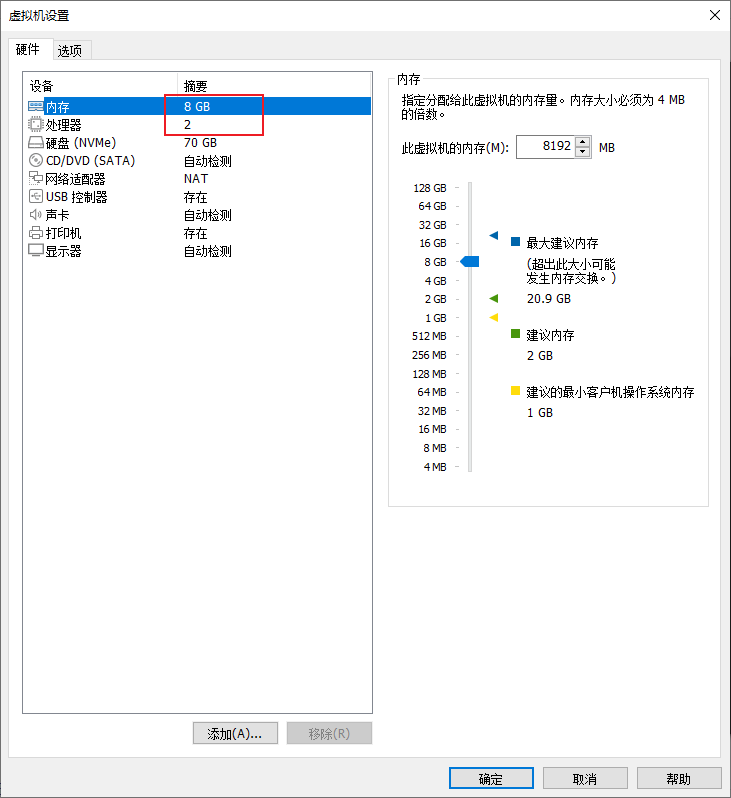 虚拟机设置
硬件 选项
设备 摘要
内存 8 GB
处理器 2
硬盘 (NVMe) 70 GB
CD/DVD (SATA) 自动检测
网络适配器 NAT
USB 控制器 存在
声卡 自动检测
打印机 存在
显示器 自动检测
添加(A)... 移除(R)
内存
指定分配给此虚拟机的内存量。内存大小必须为 4 MB
的倍数。
此虚拟机的内存(M): 8192 MB
128 GB
64 GB
32 GB
16 GB
8 GB
4 GB
2 GB
1 GB
512 MB
256 MB
128 MB
64 MB
32 MB
16 MB
8 MB
4 MB
最大建议内存
(超出此大小可能
发生内存交换。)
20.9 GB
建议内存
2 GB
建议的最小客户机操作系统内存
1 GB
确定 取消 帮助